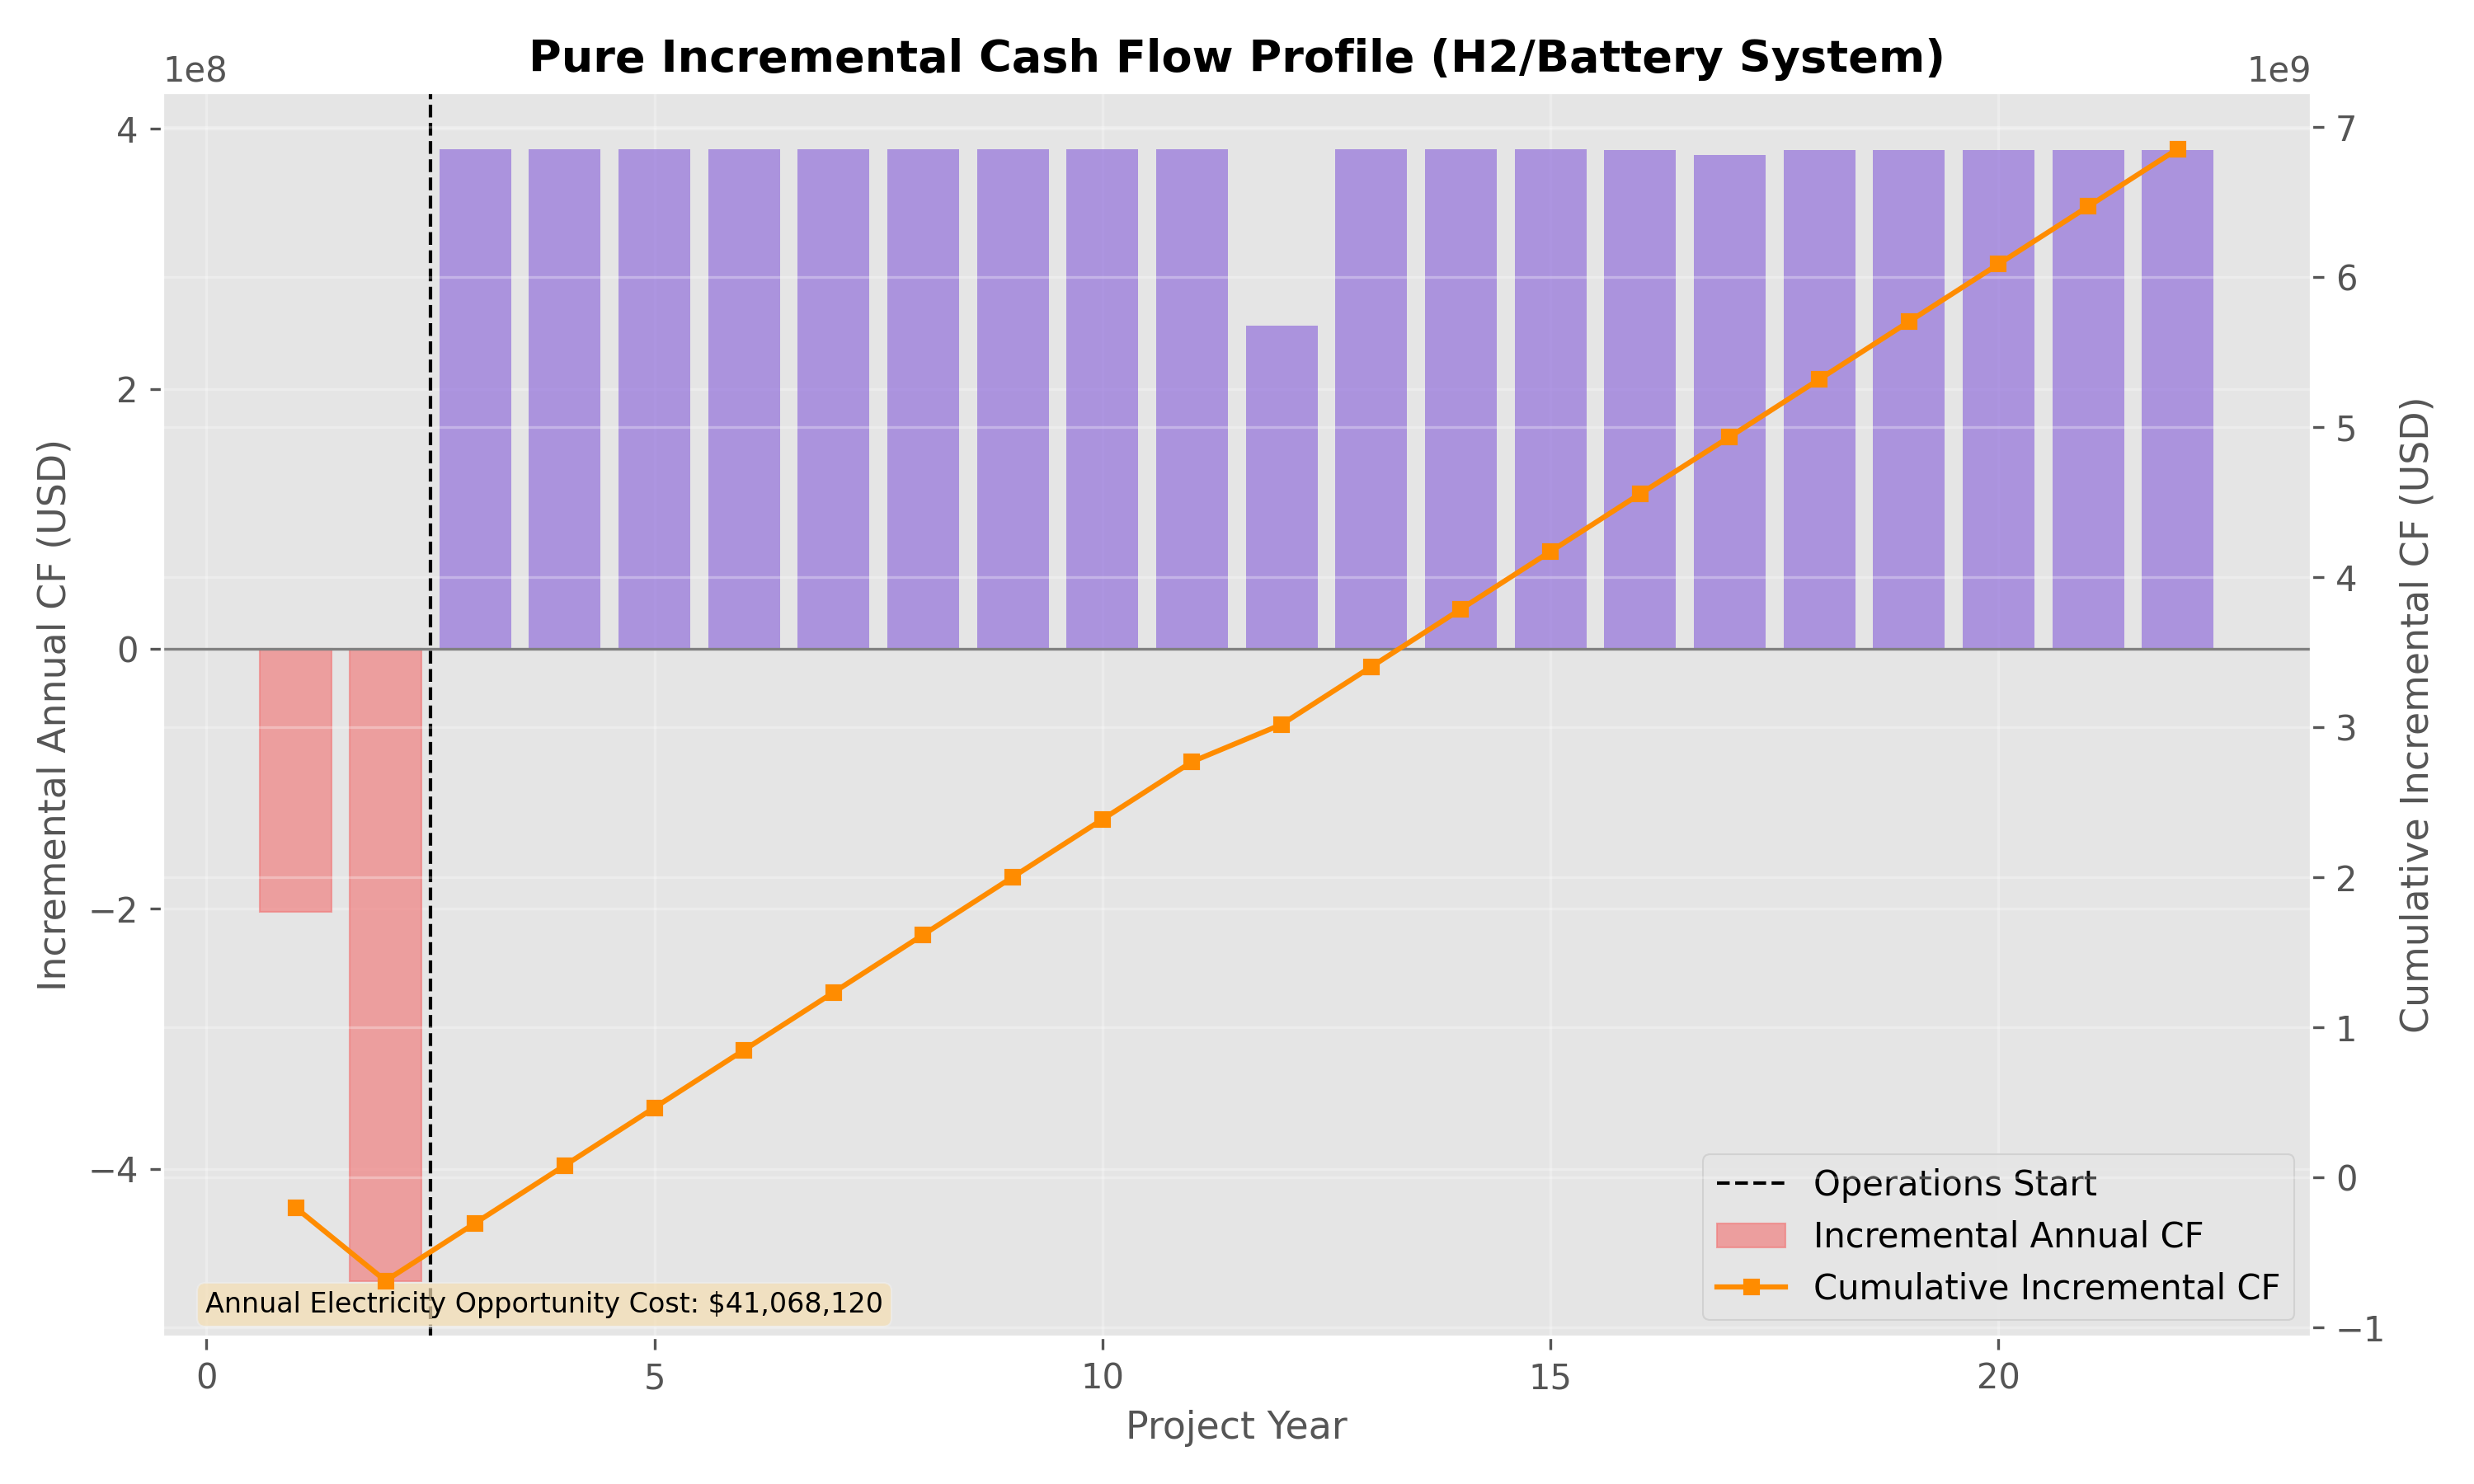 Pure Incremental Cash Flow Profile (H2/Battery System)
1e8
1e9
4
2
0
−2
−4
Incremental Annual CF (USD)
7
6
5
4
3
2
1
0
−1
Cumulative Incremental CF (USD)
Operations Start
Incremental Annual CF
Cumulative Incremental CF
Annual Electricity Opportunity Cost: $41,068,120
0
5
10
15
20
Project Year